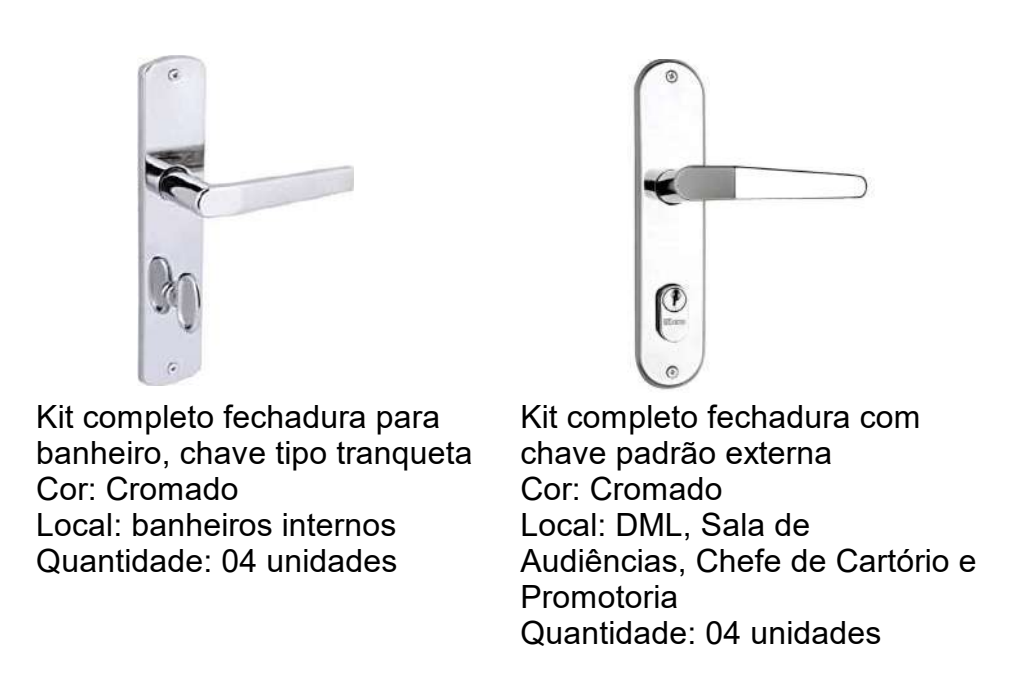 Kit completo fechadura para
banheiro, chave tipo tranqueta
Cor: Cromado
Local: banheiros internos
Quantidade: 04 unidades
Kit completo fechadura com
chave padrão externa
Cor: Cromado
Local: DML, Sala de
Audiências, Chefe de Cartório e
Promotoria
Quantidade: 04 unidades